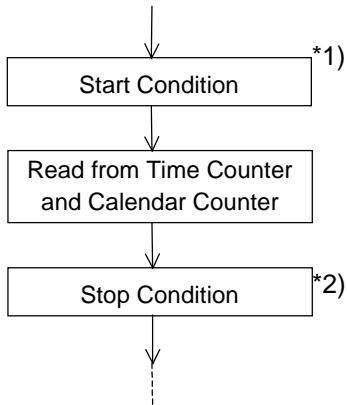 *1)
Start Condition
Read from Time Counter
and Calendar Counter
*2)
Stop Condition